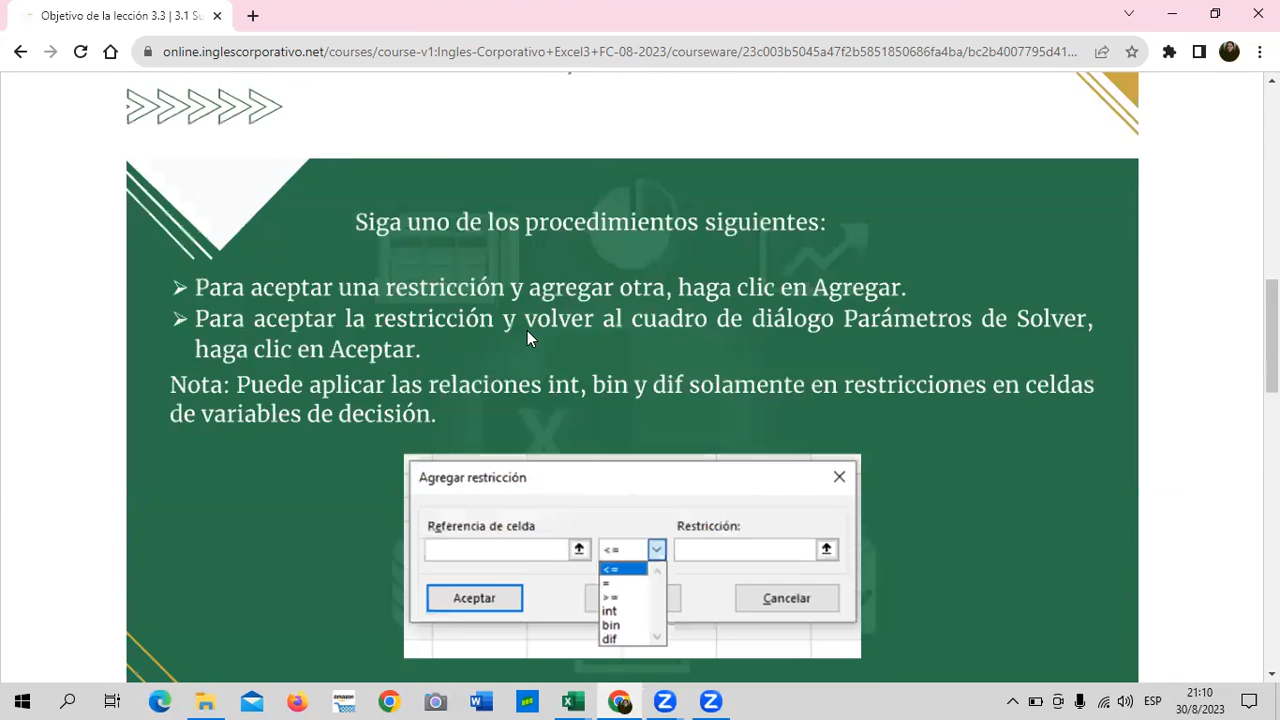 Objetivo de la lección 3.3 | 3.1 Su
online.inglescorporativo.net/courses/course-v1:Ingles-Corporativo+Excel3+FC-08-2023/courseware/23c003b5045a47f2b5851850686fa4ba/bc2b4007795d41...
Siga uno de los procedimientos siguientes:
Para aceptar una restricción y agregar otra, haga clic en Agregar.
Para aceptar la restricción y volver al cuadro de diálogo Parámetros de Solver,
haga clic en Aceptar.
Nota: Puede aplicar las relaciones int, bin y dif solamente en restricciones en celdas
de variables de decisión.
Agregar restricción
Referencia de celda
Restricción:
<=
<=
=
>=
int
bin
dif
Aceptar
Cancelar
ESP
21:10
30/8/2023